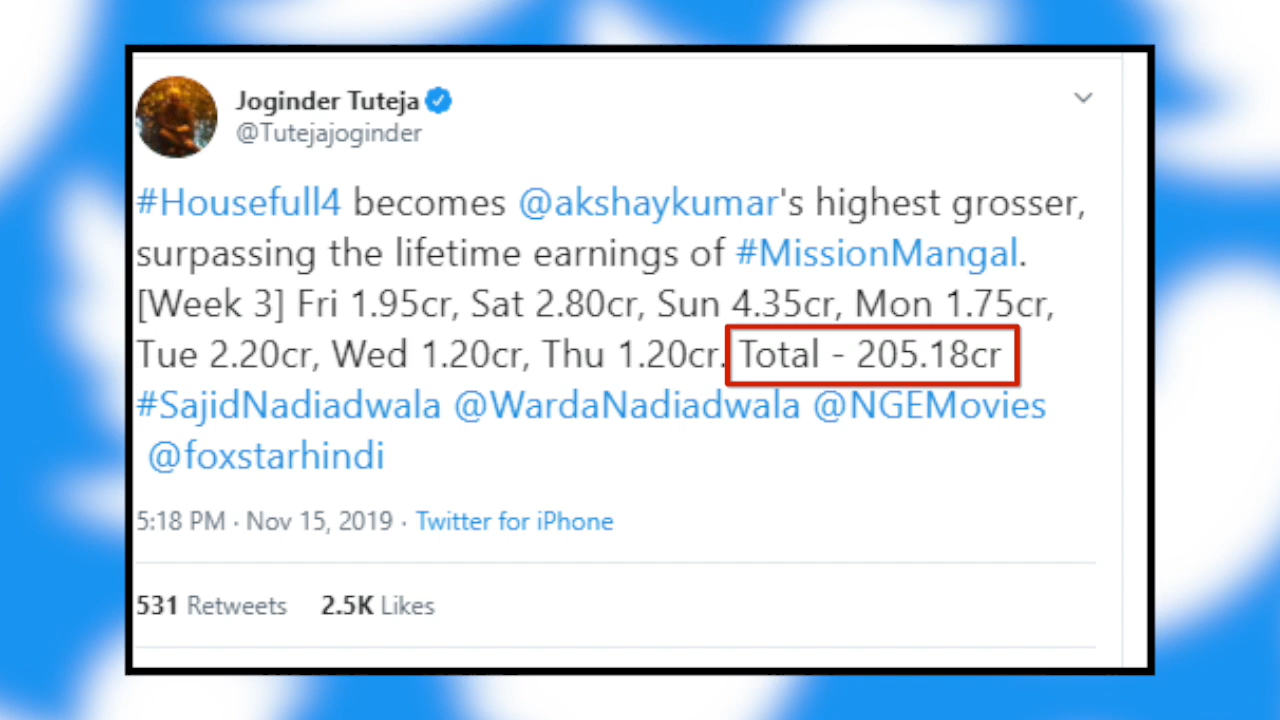 Joginder Tuteja
@Tutejajoginder
#Housefull4 becomes @akshaykumar's highest grosser,
surpassing the lifetime earnings of #MissionMangal.
[Week 3] Fri 1.95cr, Sat 2.80cr, Sun 4.35cr, Mon 1.75cr,
Tue 2.20cr, Wed 1.20cr, Thu 1.20cr. Total - 205.18cr
#SajidNadiadwala @WardaNadiadwala @NGEMovies
@foxstarhindi
5:18 PM · Nov 15, 2019 · Twitter for iPhone
531 Retweets 2.5K Likes